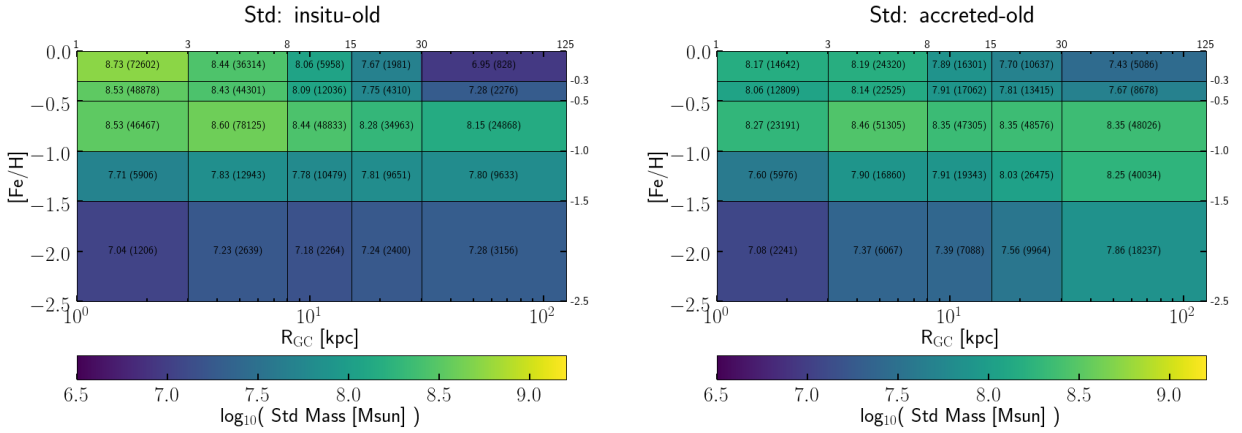 Std: insitu-old
1 3 8 15 30 125
0.0
8.73 (72602) 8.44 (36314) 8.06 (5958) 7.67 (1981) 6.95 (828)
-0.3
8.53 (48878) 8.43 (44301) 8.09 (12036) 7.75 (4310) 7.28 (2276)
−0.5 -0.5
8.53 (46467) 8.60 (78125) 8.44 (48833) 8.28 (34963) 8.15 (24868)
−1.0 -1.0
[Fe/H]
7.71 (5906) 7.83 (12943) 7.78 (10479) 7.81 (9651) 7.80 (9633)
−1.5 -1.5
−2.0
7.04 (1206) 7.23 (2639) 7.18 (2264) 7.24 (2400) 7.28 (3156)
−2.5 -2.5
10⁰ 10¹ 10²
R_GC [kpc]
6.5 7.0 7.5 8.0 8.5 9.0
log₁₀( Std Mass [Msun] )
Std: accreted-old
1 3 8 15 30 125
0.0
8.17 (14642) 8.19 (24320) 7.89 (16301) 7.70 (10637) 7.43 (5086)
-0.3
8.06 (12809) 8.14 (22525) 7.91 (17062) 7.81 (13415) 7.67 (8678)
−0.5 -0.5
8.27 (23191) 8.46 (51305) 8.35 (47305) 8.35 (48576) 8.35 (48026)
−1.0 -1.0
[Fe/H]
7.60 (5976) 7.90 (16860) 7.91 (19343) 8.03 (26475) 8.25 (40034)
−1.5 -1.5
−2.0
7.08 (2241) 7.37 (6067) 7.39 (7088) 7.56 (9964) 7.86 (18237)
−2.5 -2.5
10⁰ 10¹ 10²
R_GC [kpc]
6.5 7.0 7.5 8.0 8.5 9.0
log₁₀( Std Mass [Msun] )